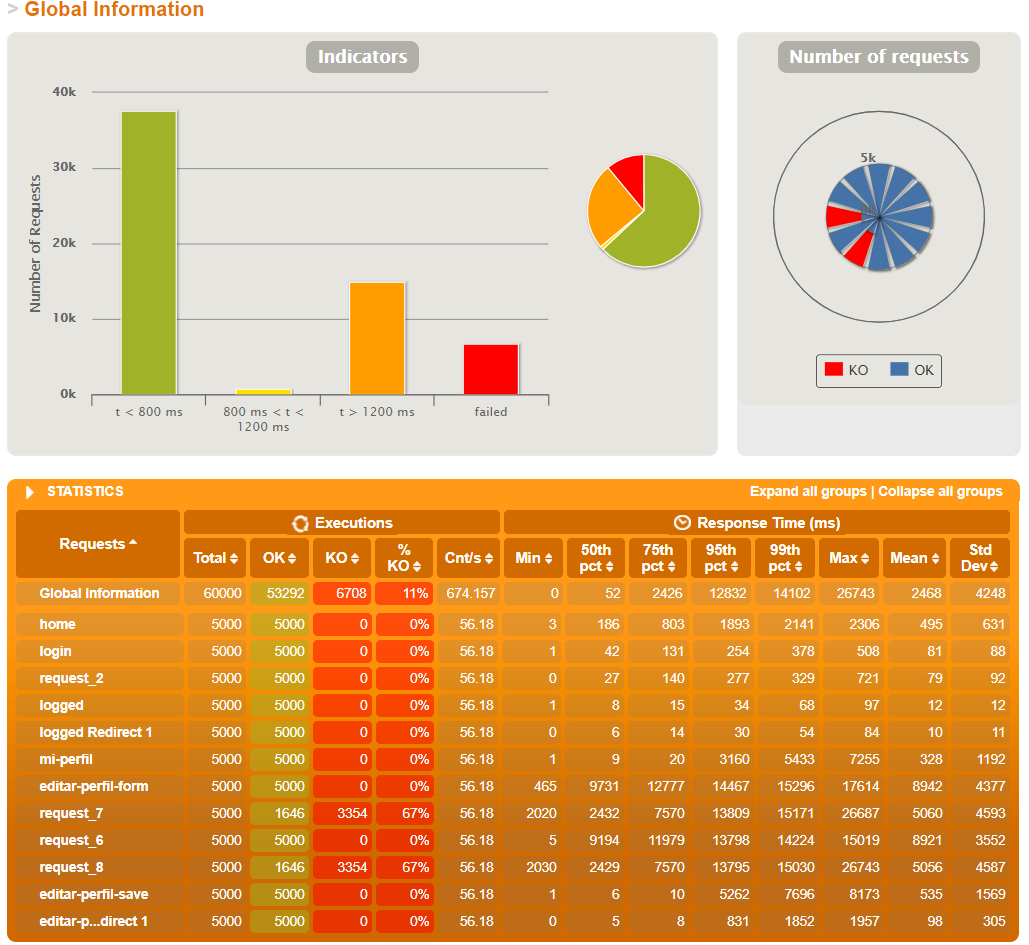 > Global Information
Indicators
Number of requests
Number of Requests
40k
30k
20k
10k
0k
t < 800 ms
800 ms < t <
1200 ms
t > 1200 ms
failed
5k
KO OK
STATISTICS Expand all groups | Collapse all groups
Requests Executions Response Time (ms)
Total OK KO % KO Cnt/s Min 50th pct 75th pct 95th pct 99th pct Max Mean Std Dev
Global Information 60000 53292 6708 11% 674.157 0 52 2426 12832 14102 26743 2468 4248
home 5000 5000 0 0% 56.18 3 186 803 1893 2141 2306 495 631
login 5000 5000 0 0% 56.18 1 42 131 254 378 508 81 88
request_2 5000 5000 0 0% 56.18 0 27 140 277 329 721 79 92
logged 5000 5000 0 0% 56.18 1 8 15 34 68 97 12 12
logged Redirect 1 5000 5000 0 0% 56.18 0 6 14 30 54 84 10 11
mi-perfil 5000 5000 0 0% 56.18 1 9 20 3160 5433 7255 328 1192
editar-perfil-form 5000 5000 0 0% 56.18 465 9731 12777 14467 15296 17614 8942 4377
request_7 5000 1646 3354 67% 56.18 2020 2432 7570 13809 15171 26687 5060 4593
request_6 5000 5000 0 0% 56.18 5 9194 11979 13798 14224 15019 8921 3552
request_8 5000 1646 3354 67% 56.18 2030 2429 7570 13795 15030 26743 5056 4587
editar-perfil-save 5000 5000 0 0% 56.18 1 6 10 5262 7696 8173 535 1569
editar-p...direct 1 5000 5000 0 0% 56.18 0 5 8 831 1852 1957 98 305